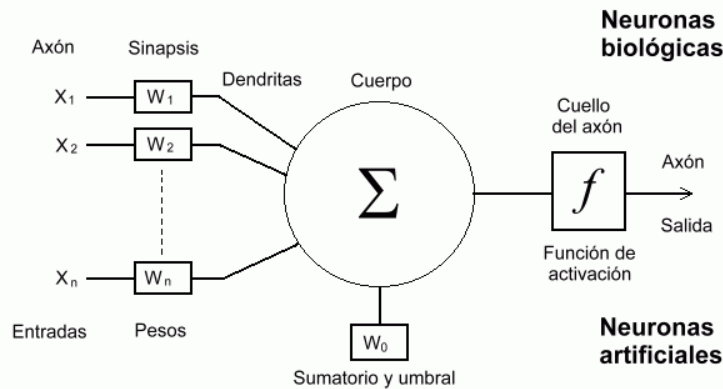 Neuronas
biológicas
Axón
Sinapsis
Dendritas
Cuerpo
Cuello
del axón
X1
W1
X2
W2
Σ
f
Axón
Salida
Función de
activación
Xn
Wn
Entradas
Pesos
W0
Sumatorio y umbral
Neuronas
artificiales